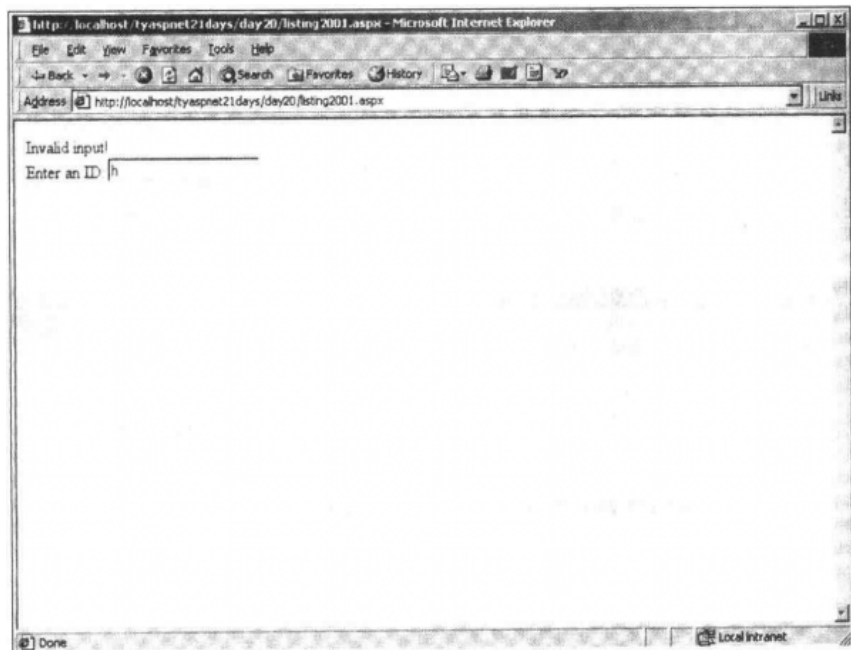 http://localhost/tyaspnet21days/day20/listing2001.aspx - Microsoft Internet Explorer
File Edit View Favorites Tools Help
Back Search Favorites History
Address http://localhost/tyaspnet21days/day20/listing2001.aspx Links
Invalid input!
Enter an ID h
Done Local intranet